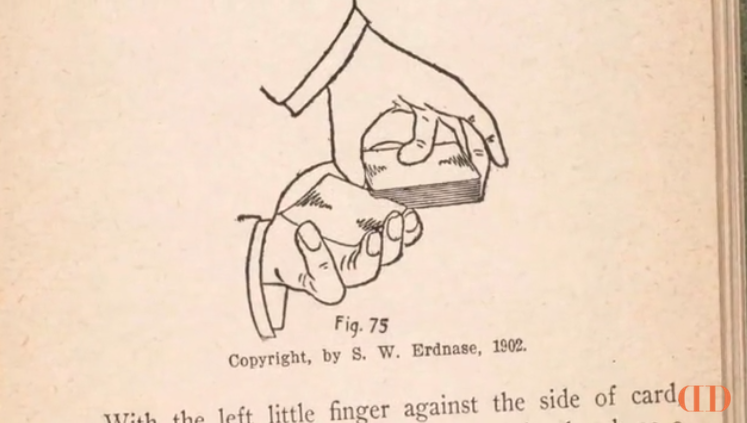 Fig. 75
Copyright, by S. W. Erdnase, 1902.
With the left little finger against the side of card